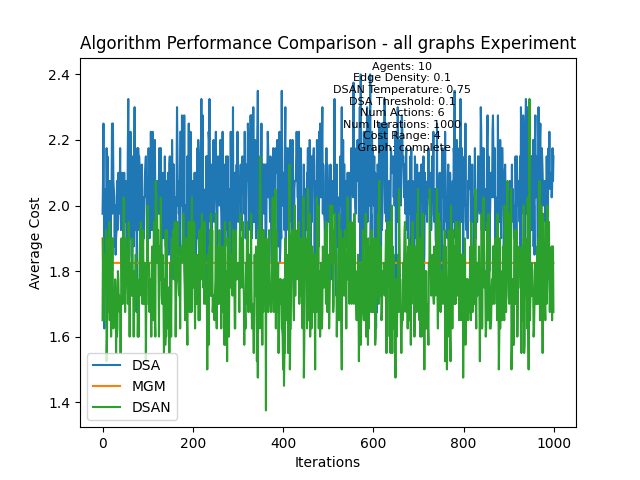 Algorithm Performance Comparison - all graphs Experiment
Agents: 10
Edge Density: 0.1
DSAN Temperature: 0.75
DSA Threshold: 0.1
Num Actions: 6
Num Iterations: 1000
Cost Range: 4
Graph: complete
Average Cost
2.4
2.2
2.0
1.8
1.6
1.4
DSA
MGM
DSAN
0
200
400
600
800
1000
Iterations